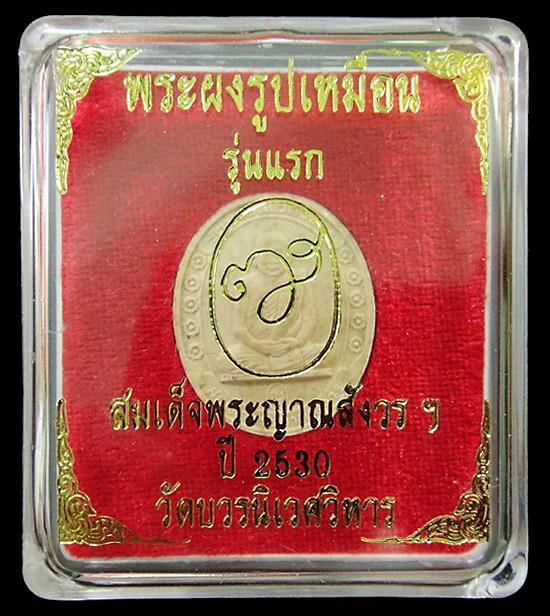 พระผงรูปเหมือน
รุ่นแรก
สมเด็จพระญาณสังวร ฯ
ปี 2530
วัดบวรนิเวศวิหาร